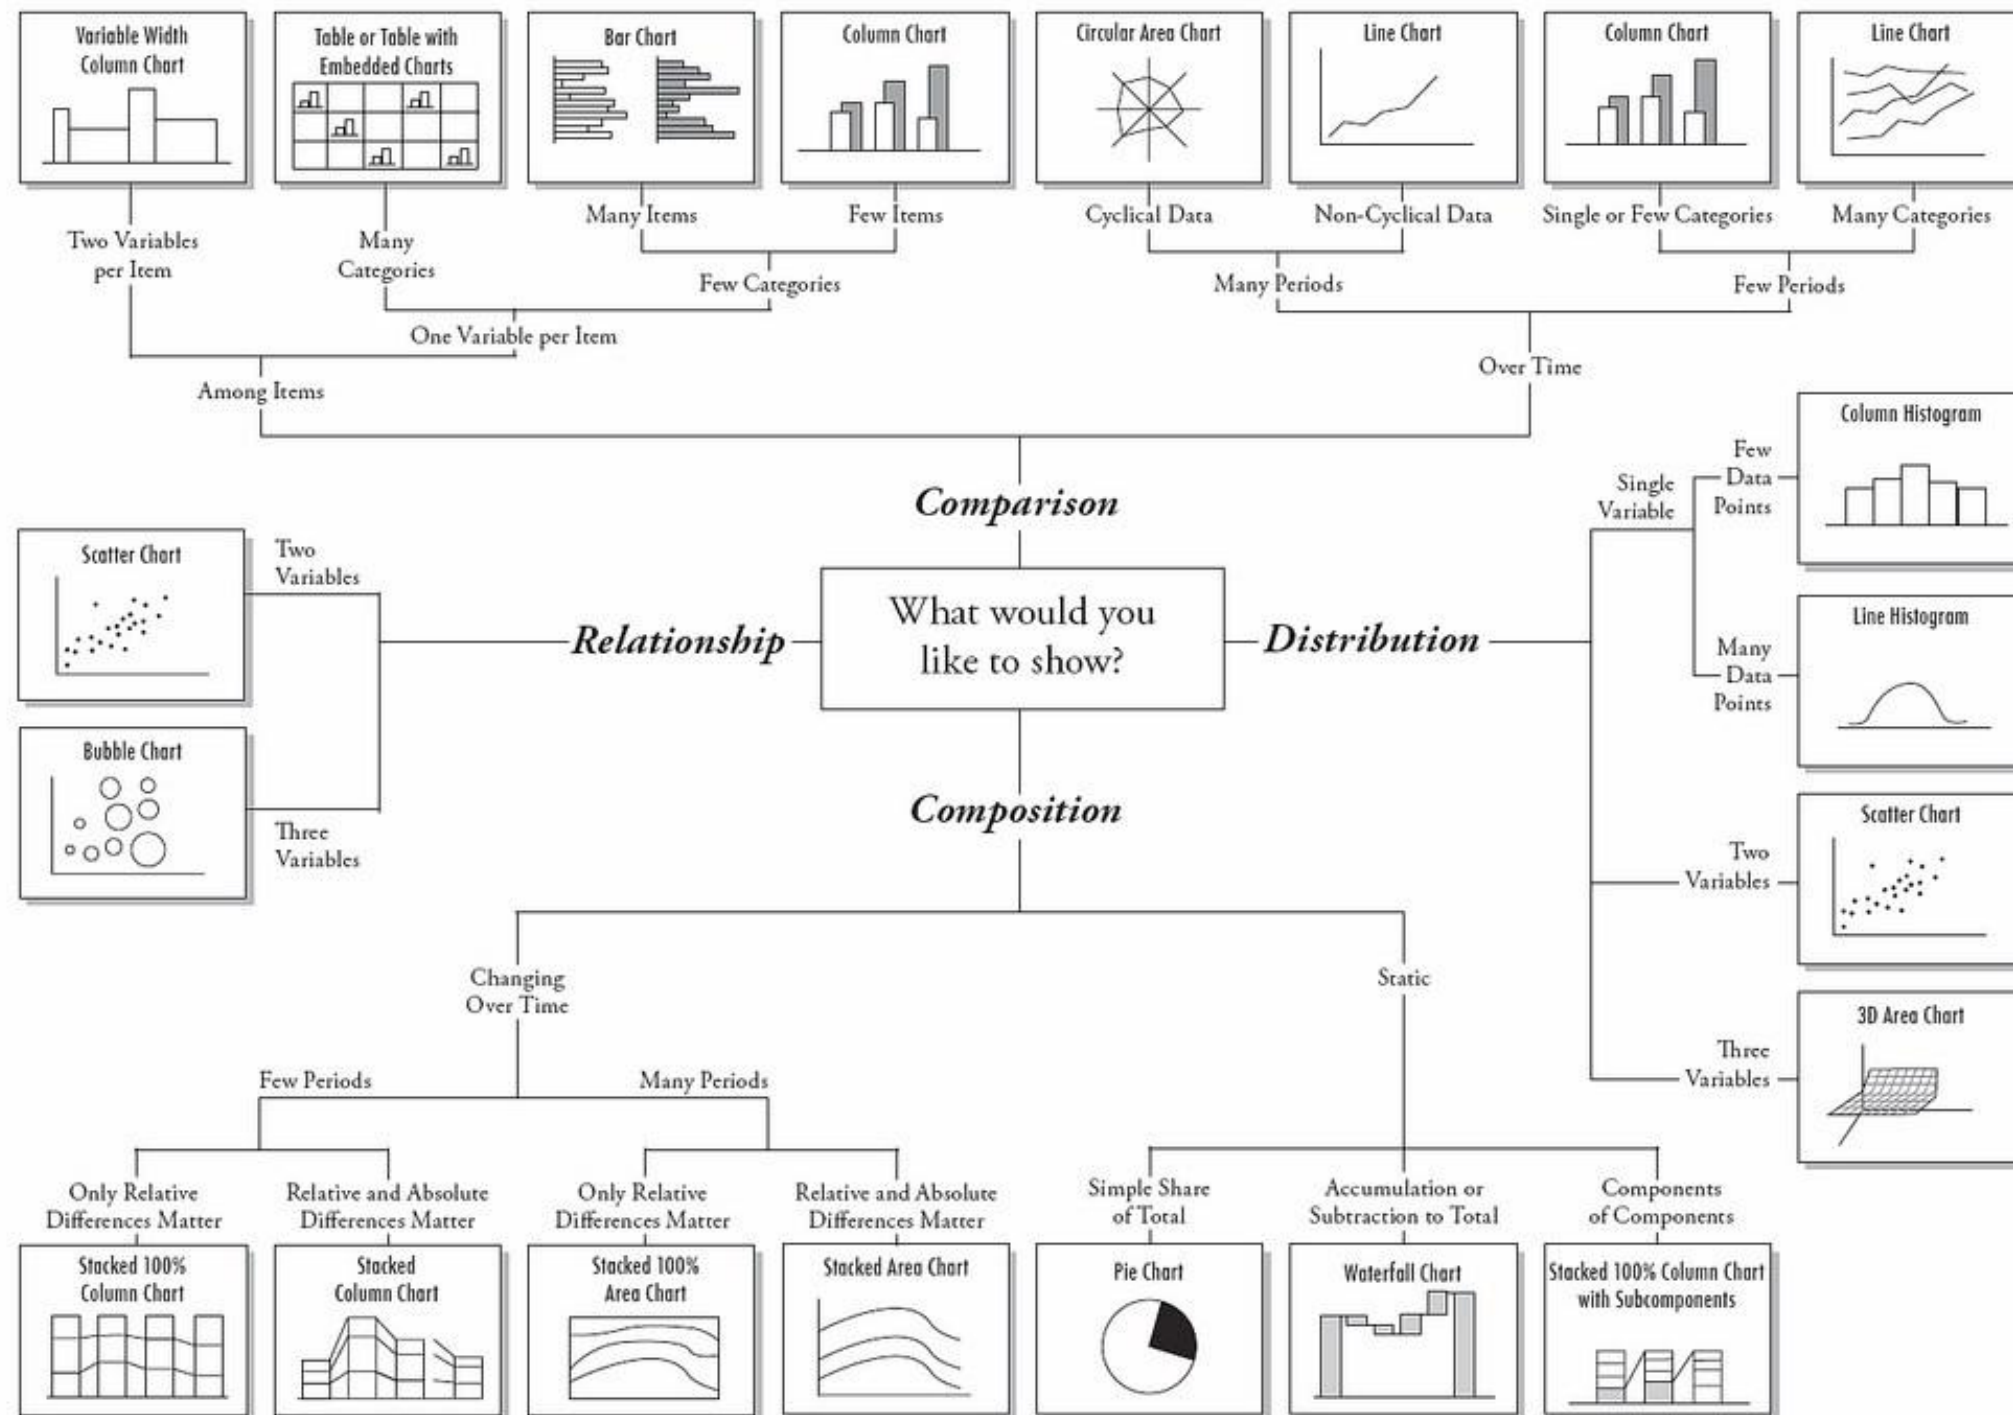 Variable Width
Column Chart
Table or Table with
Embedded Charts
Bar Chart
Column Chart
Circular Area Chart
Line Chart
Column Chart
Line Chart
Two Variables
per Item
Many
Categories
Many Items
Few Items
Cyclical Data
Non-Cyclical Data
Single or Few Categories
Many Categories
Few Categories
Many Periods
Few Periods
One Variable per Item
Among Items
Over Time
Comparison
What would you
like to show?
Relationship
Two
Variables
Scatter Chart
Three
Variables
Bubble Chart
Distribution
Single
Variable
Few
Data
Points
Column Histogram
Many
Data
Points
Line Histogram
Two
Variables
Scatter Chart
Three
Variables
3D Area Chart
Composition
Changing
Over Time
Static
Few Periods
Many Periods
Only Relative
Differences Matter
Relative and Absolute
Differences Matter
Only Relative
Differences Matter
Relative and Absolute
Differences Matter
Simple Share
of Total
Accumulation or
Subtraction to Total
Components
of Components
Stacked 100%
Column Chart
Stacked
Column Chart
Stacked 100%
Area Chart
Stacked Area Chart
Pie Chart
Waterfall Chart
Stacked 100% Column Chart
with Subcomponents